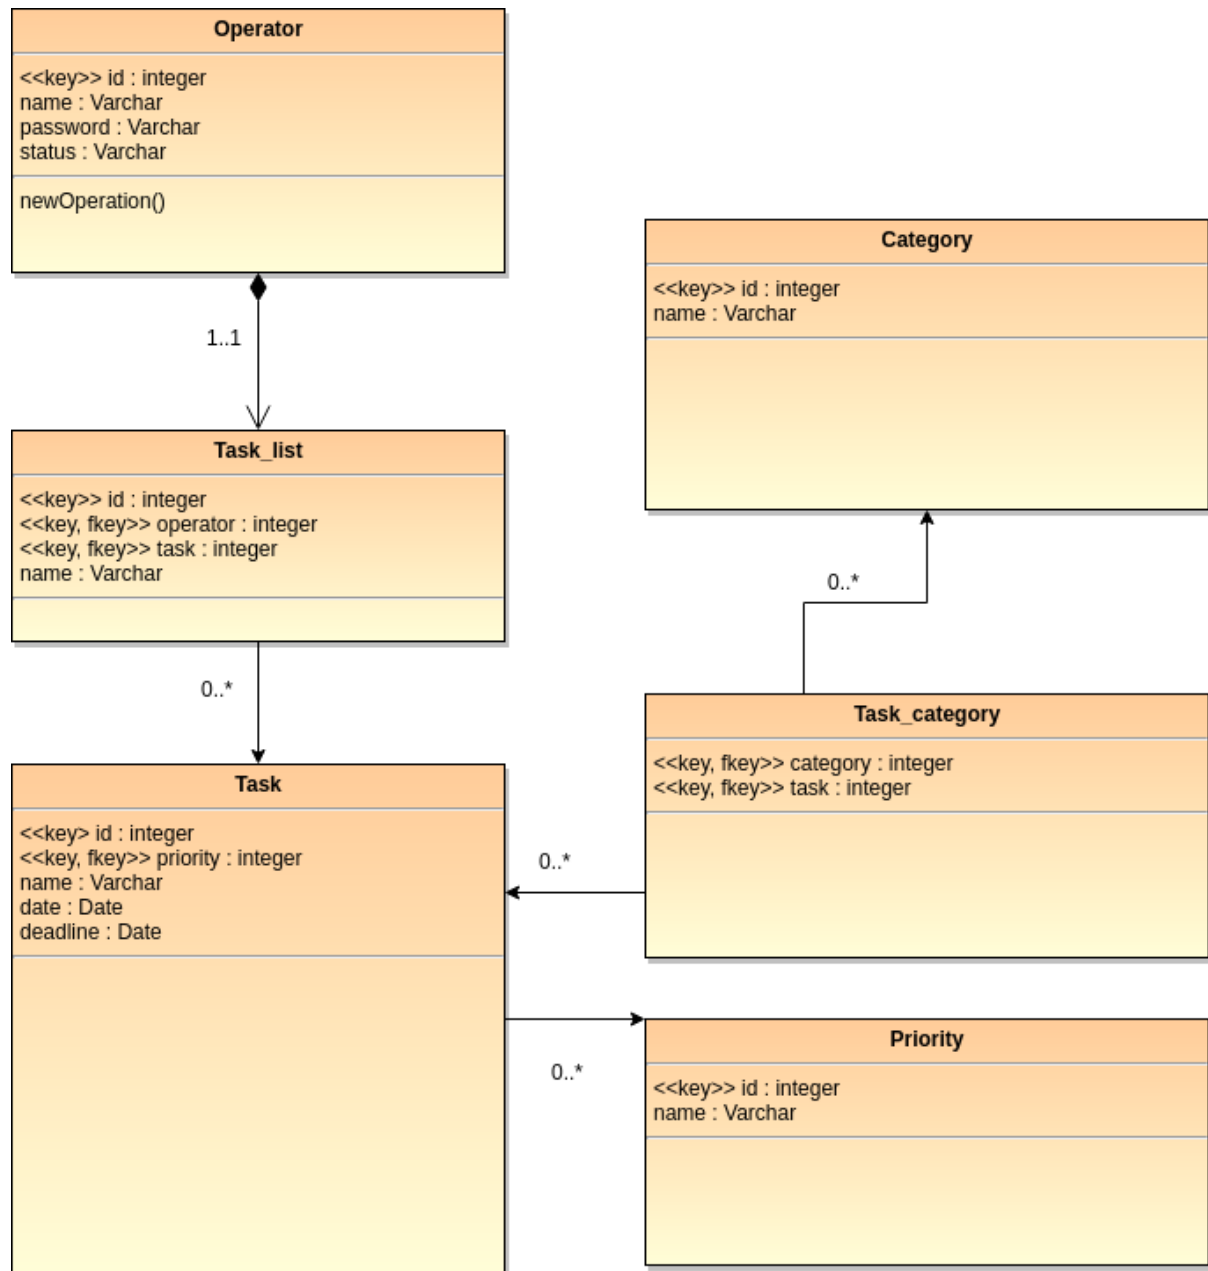 Operator
<<key>> id : integer
name : Varchar
password : Varchar
status : Varchar
newOperation()
1..1
Task_list
<<key>> id : integer
<<key, fkey>> operator : integer
<<key, fkey>> task : integer
name : Varchar
0..*
Task
<<key> id : integer
<<key, fkey>> priority : integer
name : Varchar
date : Date
deadline : Date
Category
<<key>> id : integer
name : Varchar
0..*
Task_category
<<key, fkey>> category : integer
<<key, fkey>> task : integer
0..*
0..*
Priority
<<key>> id : integer
name : Varchar